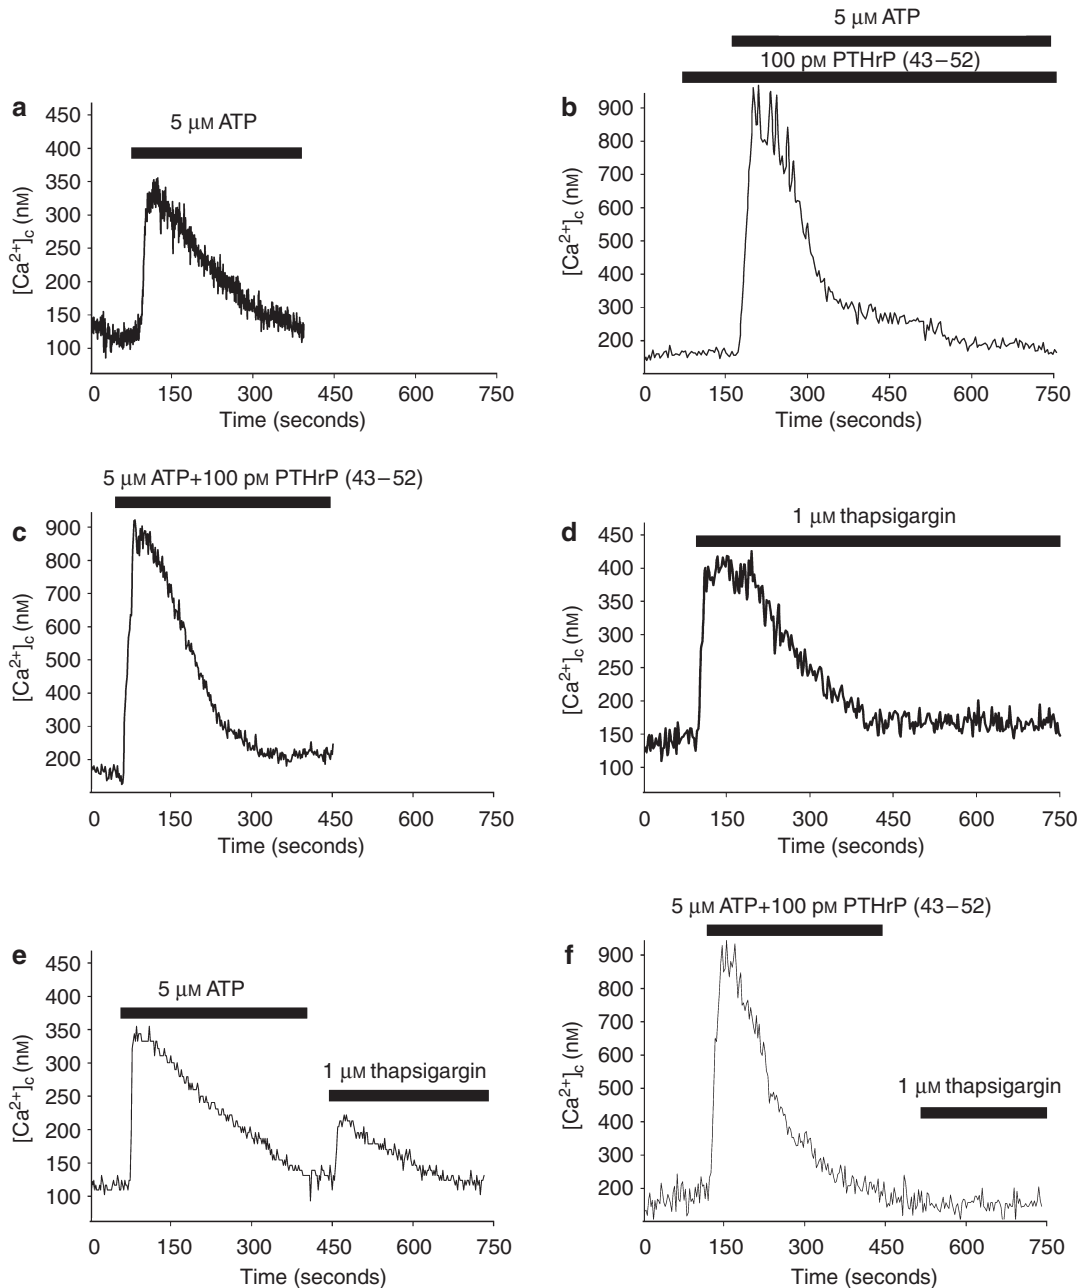 5 μM ATP
100 pM PTHrP (43–52)
a
450
400
350
300
250
200
150
100
[Ca²⁺]c (nM)
5 μM ATP
0 150 300 450 600 750
Time (seconds)
b
900
800
700
600
500
400
300
200
[Ca²⁺]c (nM)
0 150 300 450 600 750
Time (seconds)
5 μM ATP+100 pM PTHrP (43–52)
c
900
800
700
600
500
400
300
200
[Ca²⁺]c (nM)
0 150 300 450 600 750
Time (seconds)
d
1 μM thapsigargin
450
400
350
300
250
200
150
100
[Ca²⁺]c (nM)
0 150 300 450 600 750
Time (seconds)
e
450
400
350
300
250
200
150
100
[Ca²⁺]c (nM)
5 μM ATP
1 μM thapsigargin
0 150 300 450 600 750
Time (seconds)
5 μM ATP+100 pM PTHrP (43–52)
f
900
800
700
600
500
400
300
200
[Ca²⁺]c (nM)
1 μM thapsigargin
0 150 300 450 600 750
Time (seconds)